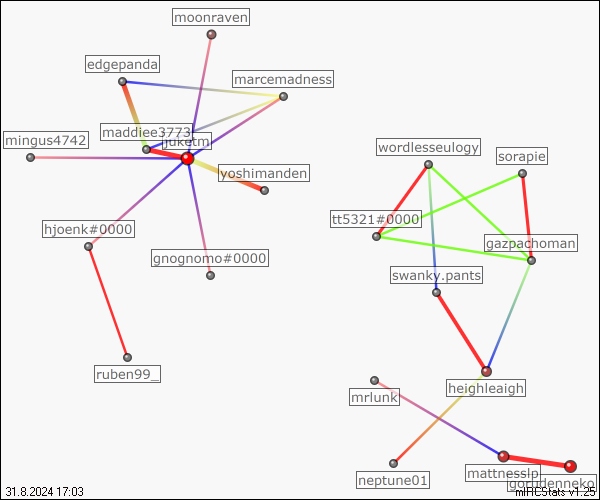 moonraven
edgepanda
marcemadness
maddiee3773
juketm
mingus4742
yoshimanden
wordlesseulogy
sorapie
hjoenk#0000
tt5321#0000
gazpachoman
gnognomo#0000
swanky.pants
ruben99_
heighleaigh
mrlunk
neptune01
mattnesslp
gorudenneko
31.8.2024 17:03
mIRCStats v1.25